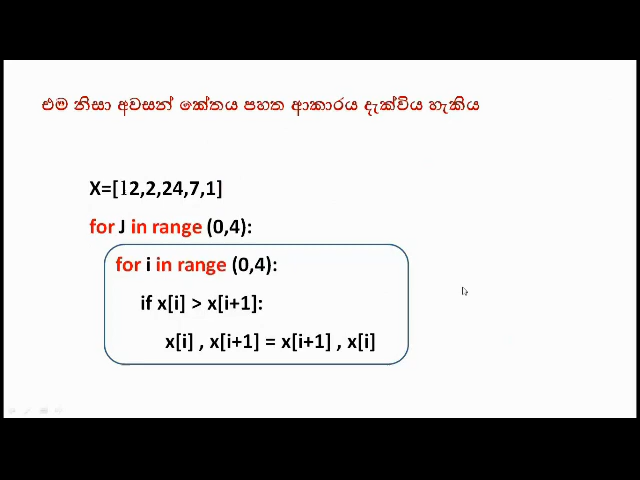 එම නිසා අවසන් කේතය පහත ආකාරය දැක්විය හැකිය
X=[12,2,24,7,1]
for J in range (0,4):
for i in range (0,4):
if x[i] > x[i+1]:
x[i] , x[i+1] = x[i+1] , x[i]